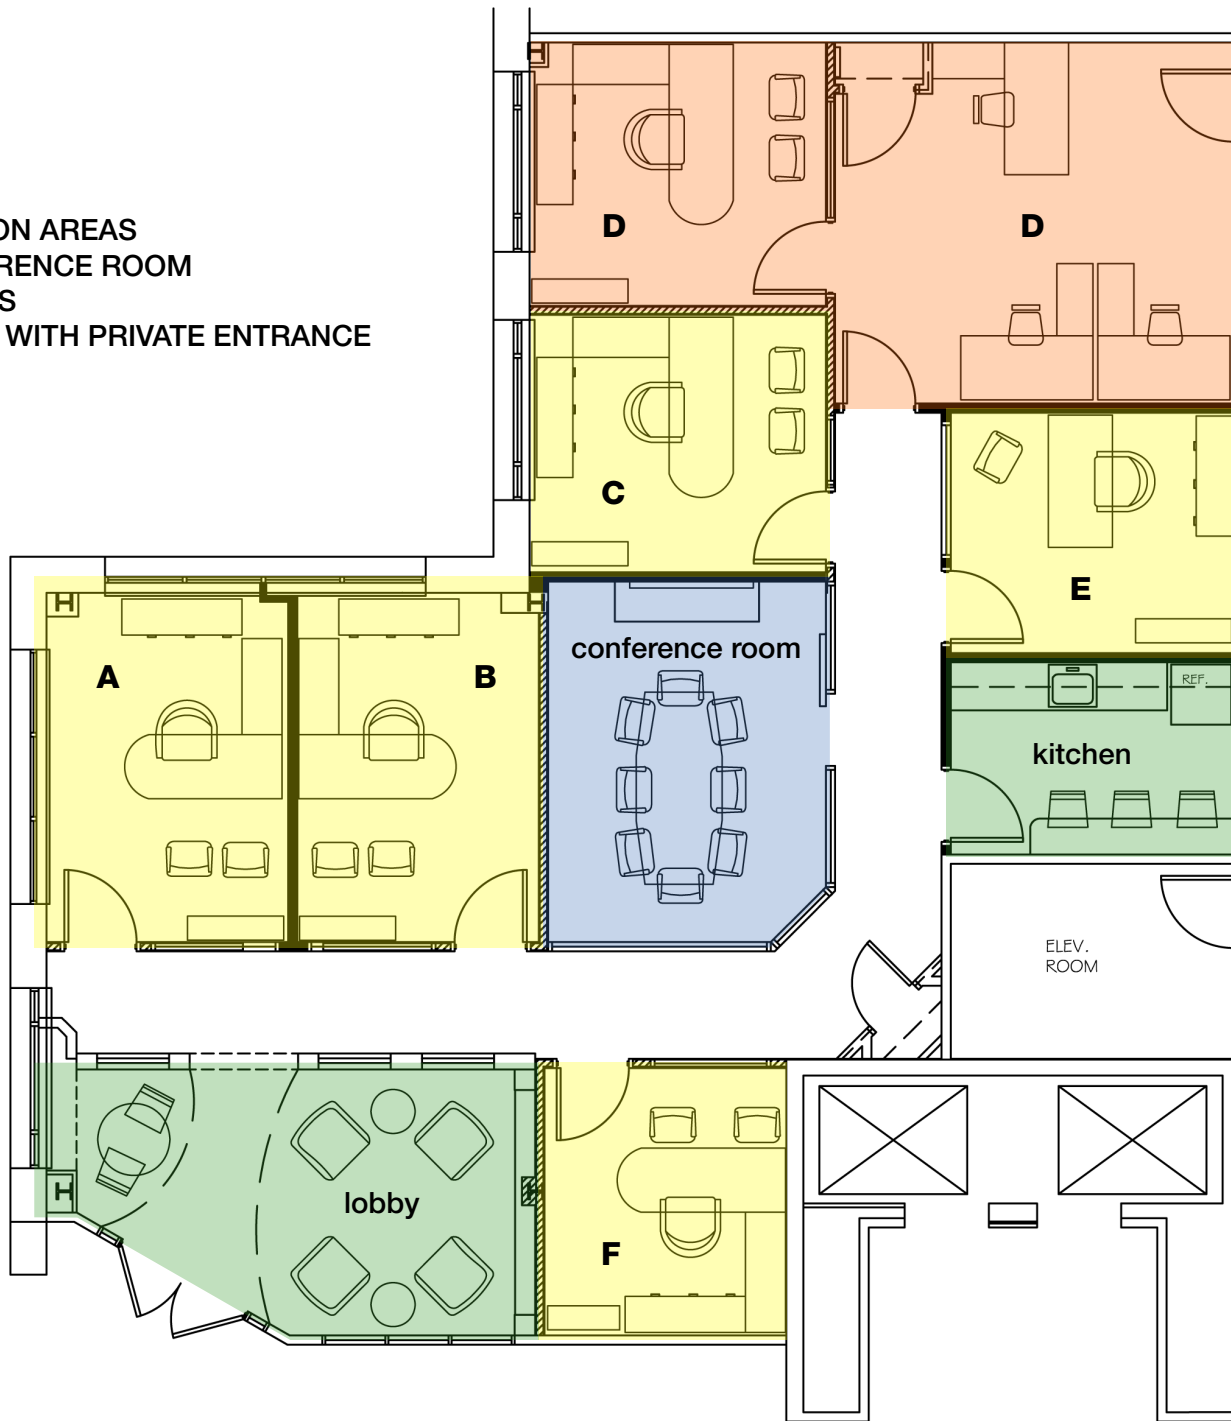 ON AREAS
RENCE ROOM
S
WITH PRIVATE ENTRANCE
H
D
D
C
E
H
H
A
B
conference room
REF.
kitchen
ELEV.
ROOM
H
H
lobby
F